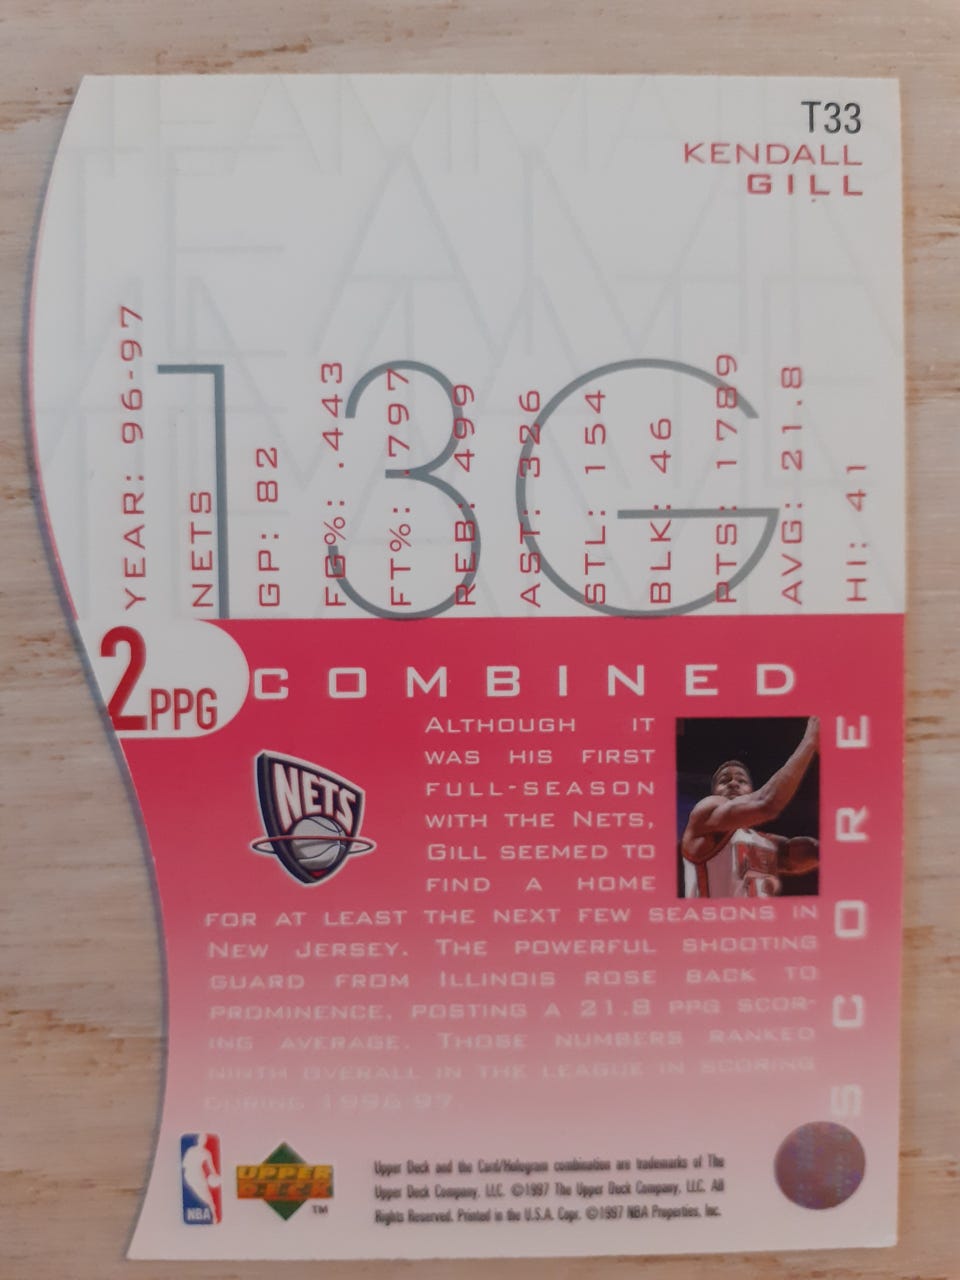 T33
KENDALL
GILL
YEAR: 96-97
NETS
GP: 82
FG%: .443
FT%: .797
REB: 499
AST: 326
STL: 154
BLK: 46
PTS: 1789
AVG: 21.8
HI: 41
13G
2PPG
COMBINED
SCORE
NETS
ALTHOUGH IT
WAS HIS FIRST
FULL-SEASON
WITH THE NETS,
GILL SEEMED TO
FIND A HOME
FOR AT LEAST THE NEXT FEW SEASONS IN
NEW JERSEY. THE POWERFUL SHOOTING
GUARD FROM ILLINOIS ROSE BACK TO
PROMINENCE, POSTING A 21.8 PPG SCOR-
ING AVERAGE. THOSE NUMBERS RANKED
NINTH OVERALL IN THE LEAGUE IN SCORING
DURING 1996-97.
NBA
UPPER
DECK
TM
Upper Deck and the Card/Hologram combination are trademarks of The
Upper Deck Company, LLC. ©1997 The Upper Deck Company, LLC. All
Rights Reserved. Printed in the U.S.A. Copr. ©1997 NBA Properties, Inc.